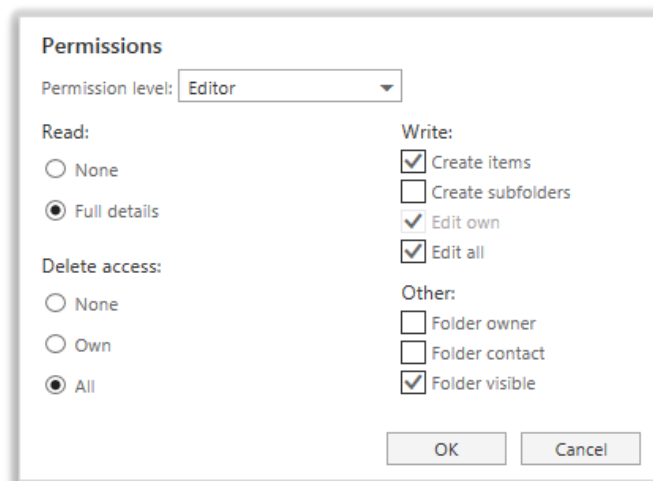 Permissions
Permission level: Editor
Read:
None
Full details
Delete access:
None
Own
All
Write:
Create items
Create subfolders
Edit own
Edit all
Other:
Folder owner
Folder contact
Folder visible
OK
Cancel